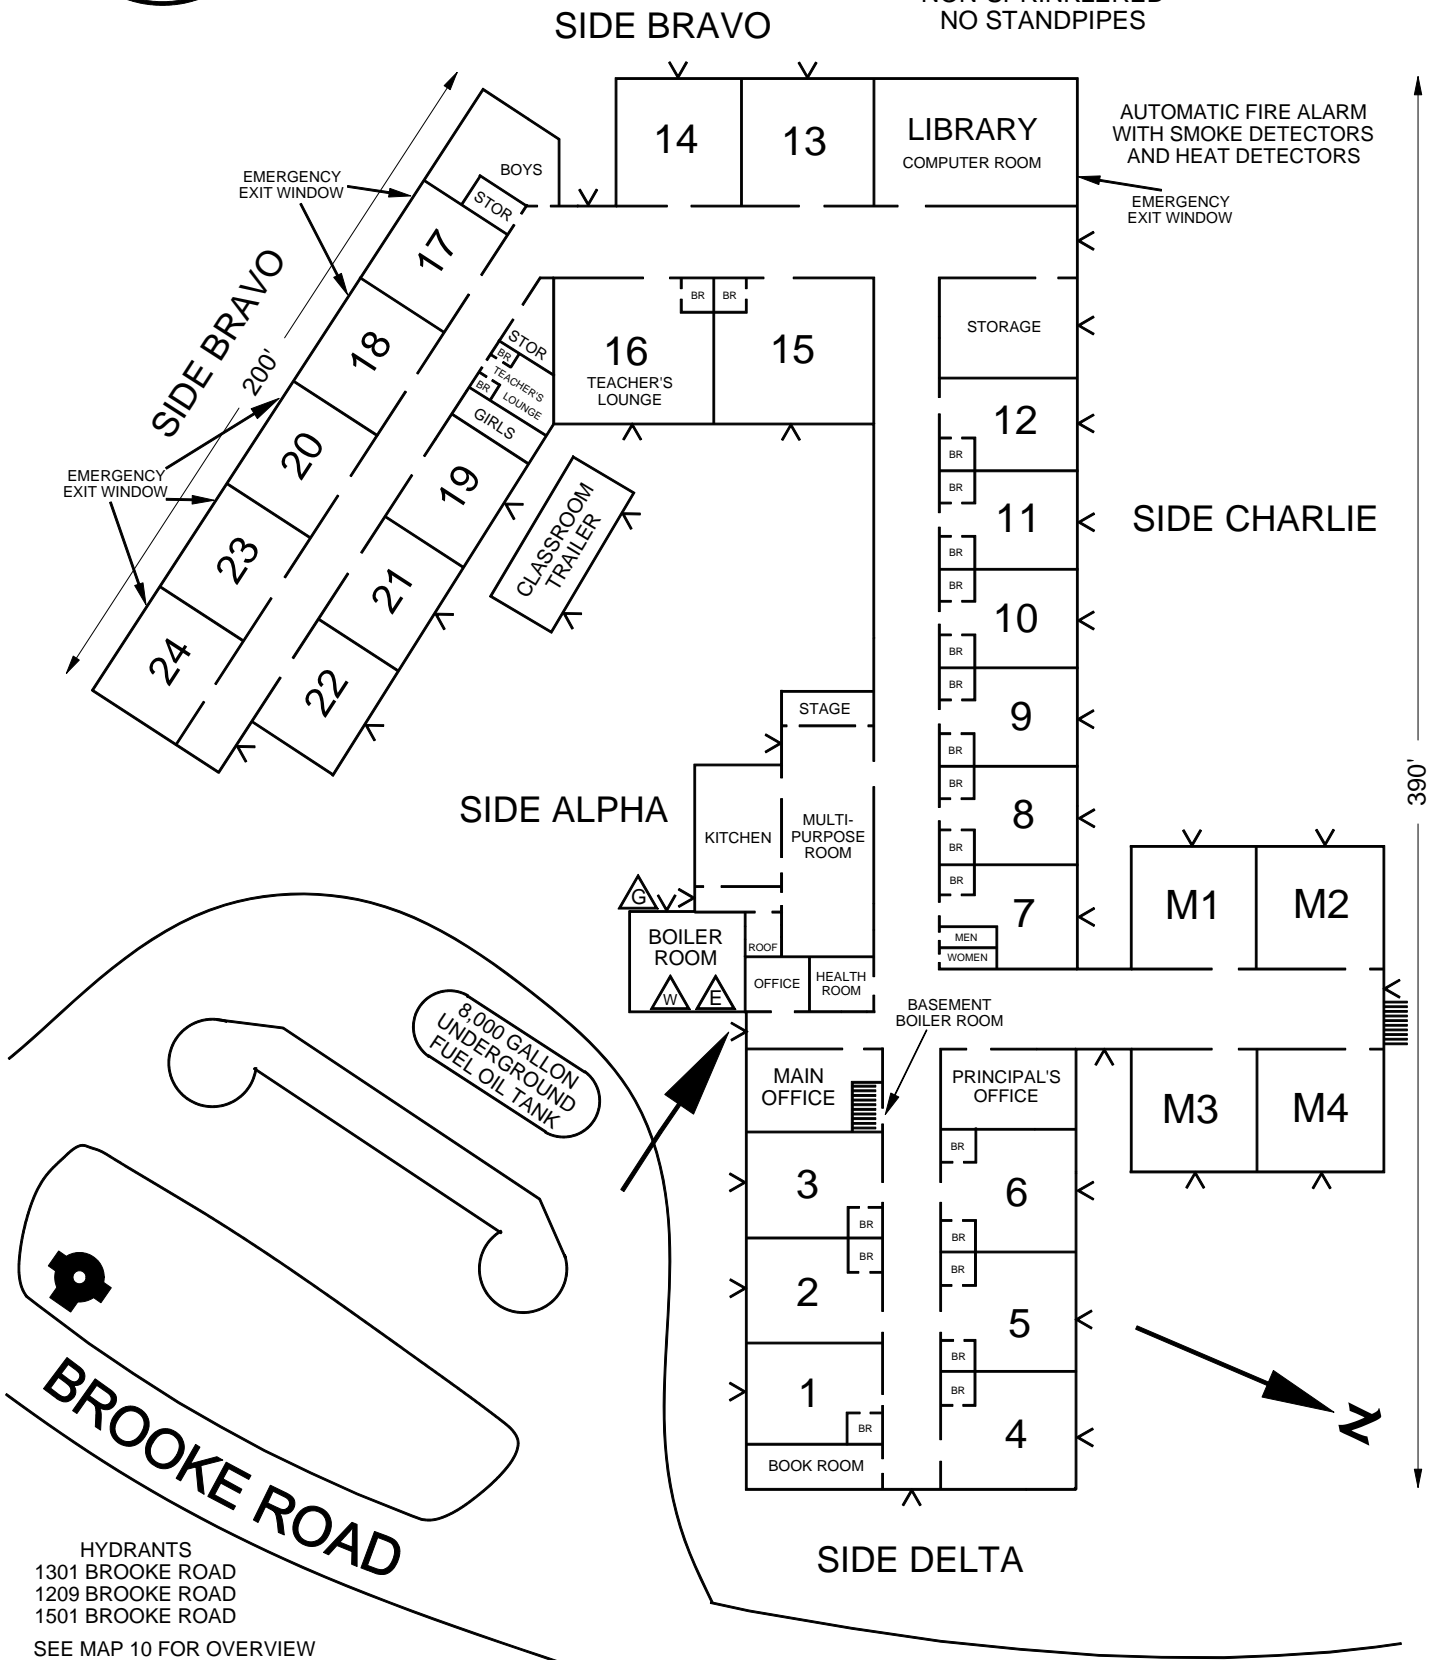 NO STANDPIPES
SIDE BRAVO
AUTOMATIC FIRE ALARM
WITH SMOKE DETECTORS
AND HEAT DETECTORS
14
13
LIBRARY
COMPUTER ROOM
EMERGENCY
EXIT WINDOW
BOYS
STOR
EMERGENCY
EXIT WINDOW
17
SIDE BRAVO
200'
18
20
23
24
EMERGENCY
EXIT WINDOW
STOR
BR
TEACHER'S
LOUNGE
BR
GIRLS
19
21
22
BR
BR
16
TEACHER'S
LOUNGE
15
CLASSROOM
TRAILER
STORAGE
12
BR
BR
11
BR
BR
10
BR
BR
9
BR
BR
8
BR
BR
7
MEN
WOMEN
SIDE CHARLIE
390'
STAGE
SIDE ALPHA
KITCHEN
MULTI-
PURPOSE
ROOM
G
BOILER
ROOM
W
E
ROOF
OFFICE
HEALTH
ROOM
BASEMENT
BOILER ROOM
M1
M2
M3
M4
8,000 GALLON
UNDERGROUND
FUEL OIL TANK
MAIN
OFFICE
PRINCIPAL'S
OFFICE
3
BR
BR
2
1
BR
BOOK ROOM
BR
6
BR
BR
5
BR
BR
4
N
BROOKE ROAD
SIDE DELTA
HYDRANTS
1301 BROOKE ROAD
1209 BROOKE ROAD
1501 BROOKE ROAD
SEE MAP 10 FOR OVERVIEW